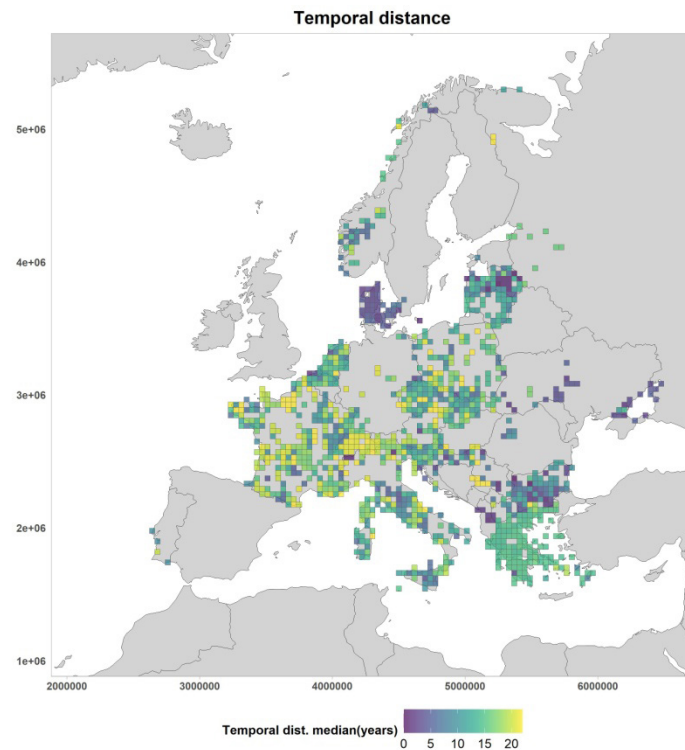 Temporal distance
5e+06
4e+06
3e+06
2e+06
1e+06
2000000 3000000 4000000 5000000 6000000
Temporal dist. median(years)
0 5 10 15 20